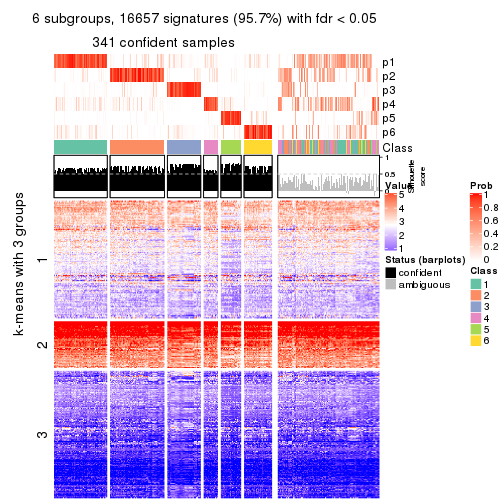 6 subgroups, 16657 signatures (95.7%) with fdr < 0.05
341 confident samples
p1
p2
p3
p4
p5
p6
Class
1
0.5
0
Silhouette
score
k-means with 3 groups
1
2
3
Value
5
4
3
2
1
Status (barplots)
confident
ambiguous
Prob
1
0.8
0.6
0.4
0.2
0
Class
1
2
3
4
5
6